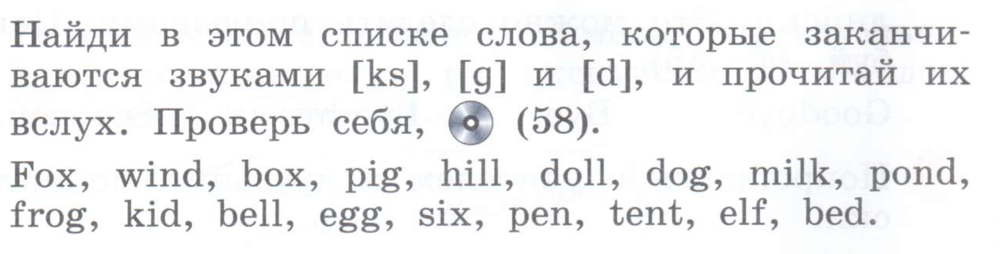 Найди в этом списке слова, которые заканчи-
ваются звуками [ks], [g] и [d], и прочитай их
вслух. Проверь себя, (58).
Fox, wind, box, pig, hill, doll, dog, milk, pond,
frog, kid, bell, egg, six, pen, tent, elf, bed.